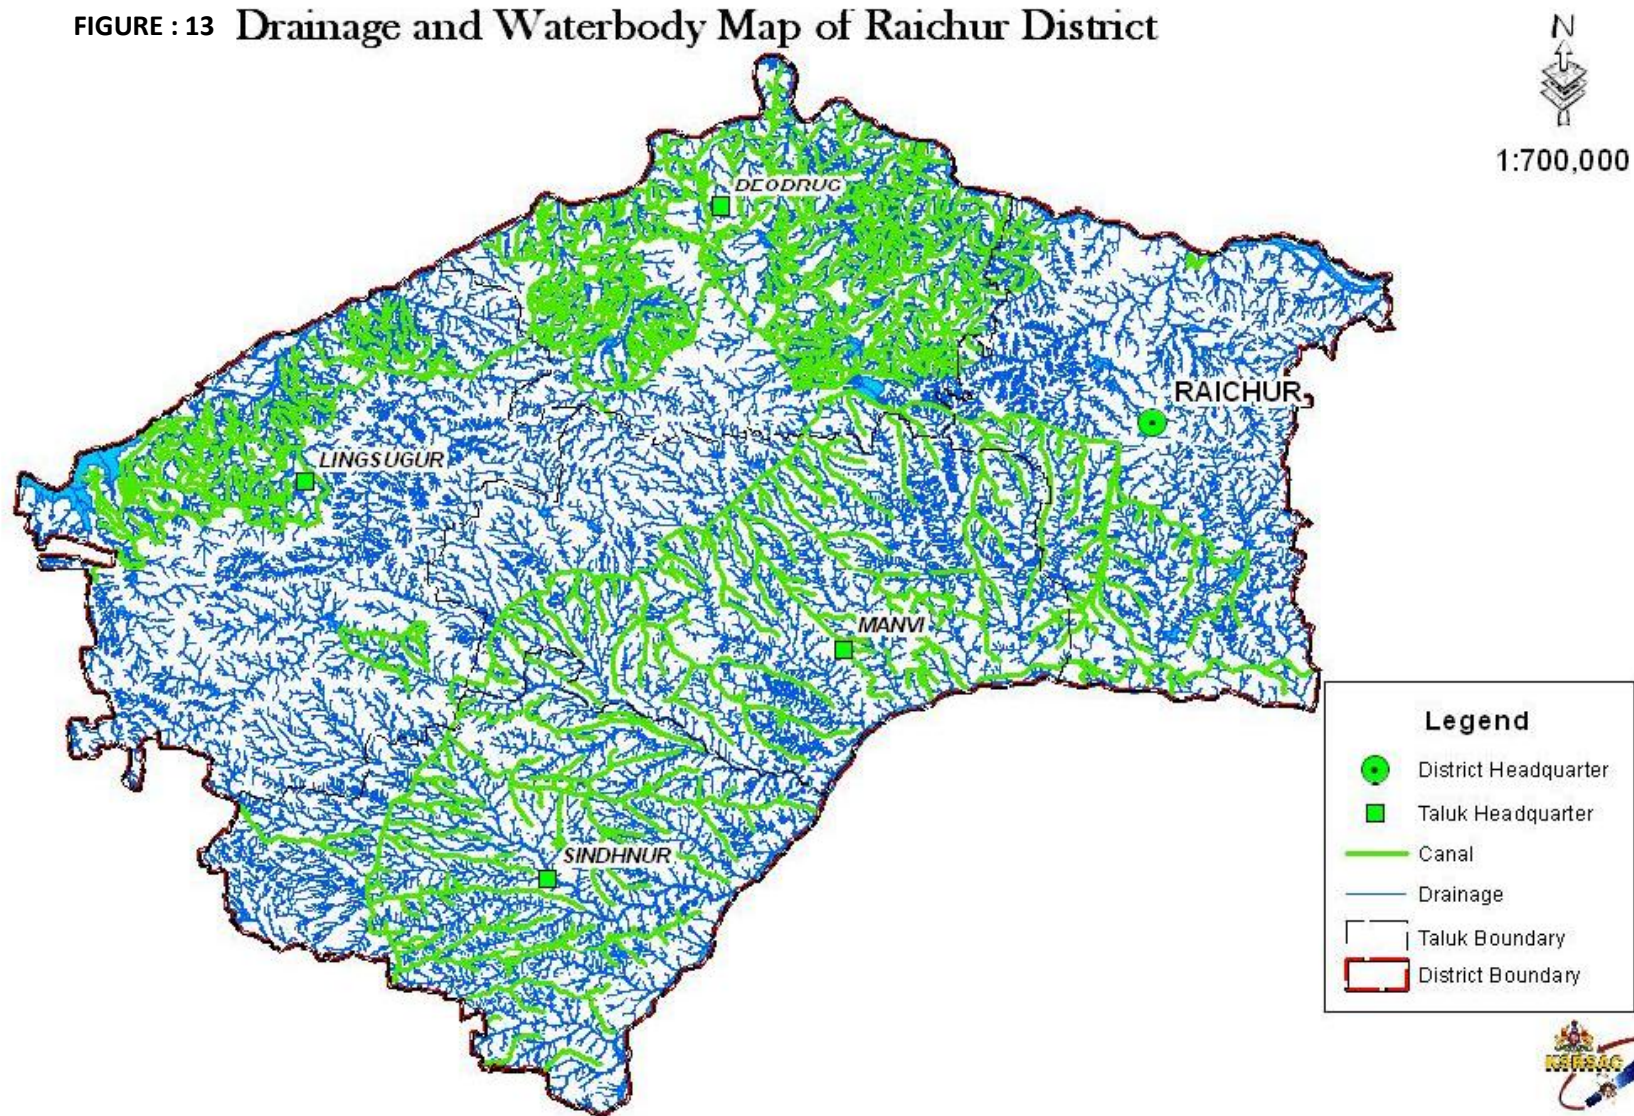 FIGURE : 13 Drainage and Waterbody Map of Raichur District
N
1:700,000
DEODRUG
RAICHUR
LINGSUGUR
MANVI
SINDHNUR
Legend
District Headquarter
Taluk Headquarter
Canal
Drainage
Taluk Boundary
District Boundary
KSRSAC